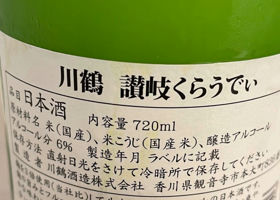 川鶴 讃岐くらうでぃ
品目 日本酒 内容量 720ml
原材料名 米(国産)、米こうじ(国産米)、醸造アルコール
アルコール分 6% 製造年月 ラベルに記載
保存方法 直射日光をさけて冷暗所で保存してください
製造者 川鶴酒造株式会社 香川県観音寺市本大町